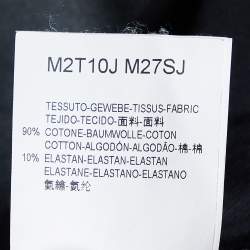 M2T10J M27SJ
TESSUTO-GEWEBE-TISSUS-FABRIC
TEJIDO-TECIDO-面料-面料
90% COTONE-BAUMWOLLE-COTON
COTTON-ALGODÓN-ALGODÃO-棉-棉
10% ELASTAN-ELASTAN-ELASTAN
ELASTANE-ELASTANO-ELASTANO
氨綸-氨纶